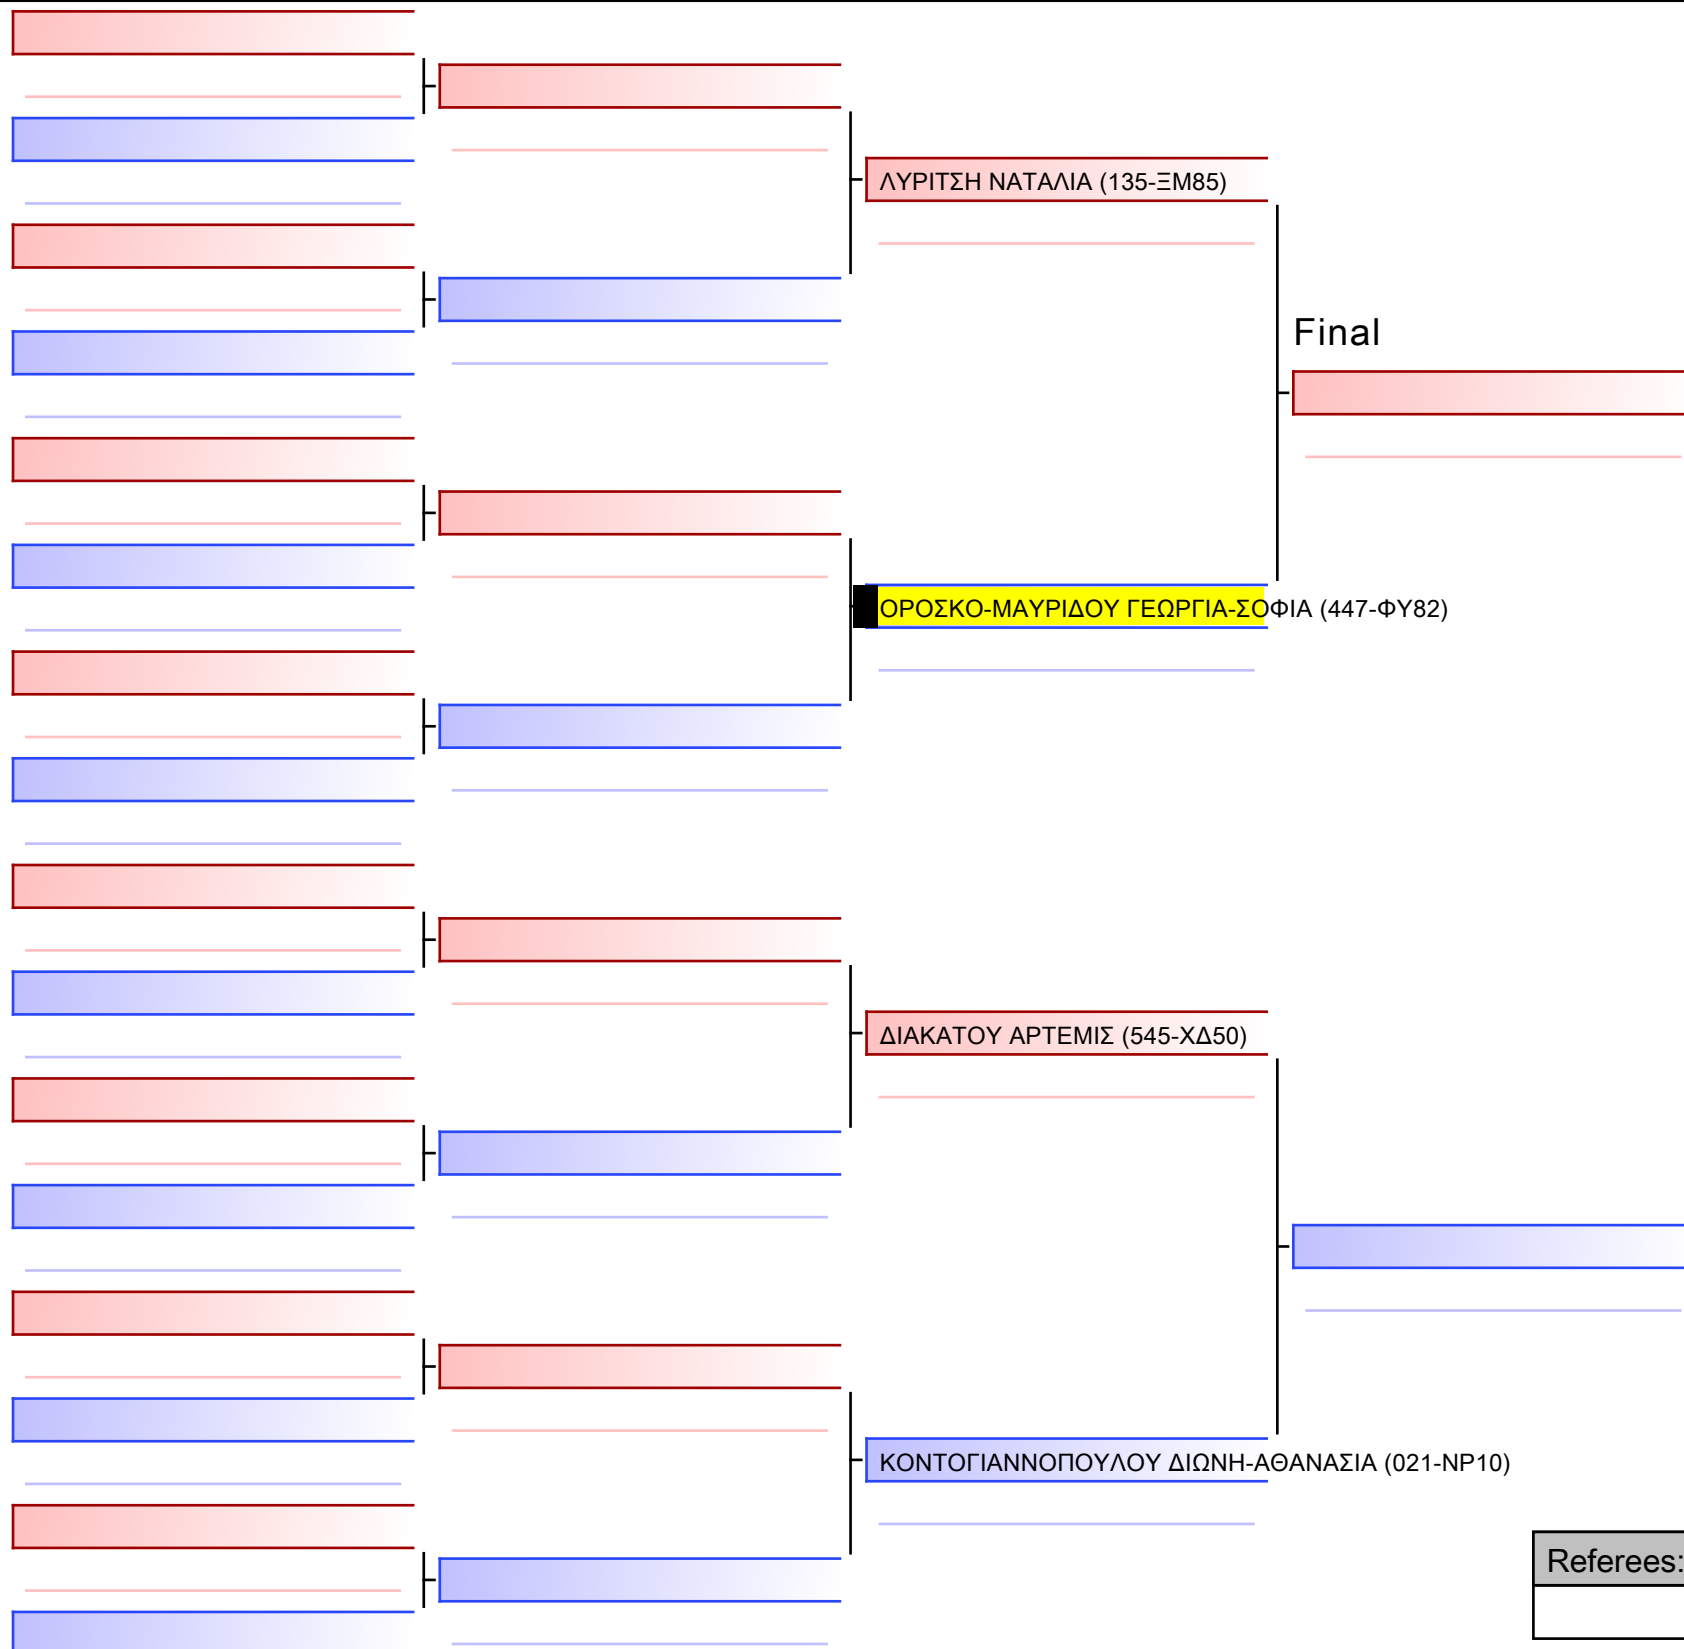 ΛΥΡΙΤΣΗ ΝΑΤΑΛΙΑ (135-ΞΜ85)
Final
ΟΡΟΣΚΟ-ΜΑΥΡΙΔΟΥ ΓΕΩΡΓΙΑ-ΣΟΦΙΑ (447-ΦΥ82)
ΔΙΑΚΑΤΟΥ ΑΡΤΕΜΙΣ (545-ΧΔ50)
ΚΟΝΤΟΓΙΑΝΝΟΠΟΥΛΟΥ ΔΙΩΝΗ-ΑΘΑΝΑΣΙΑ (021-ΝΡ10)
Referees: